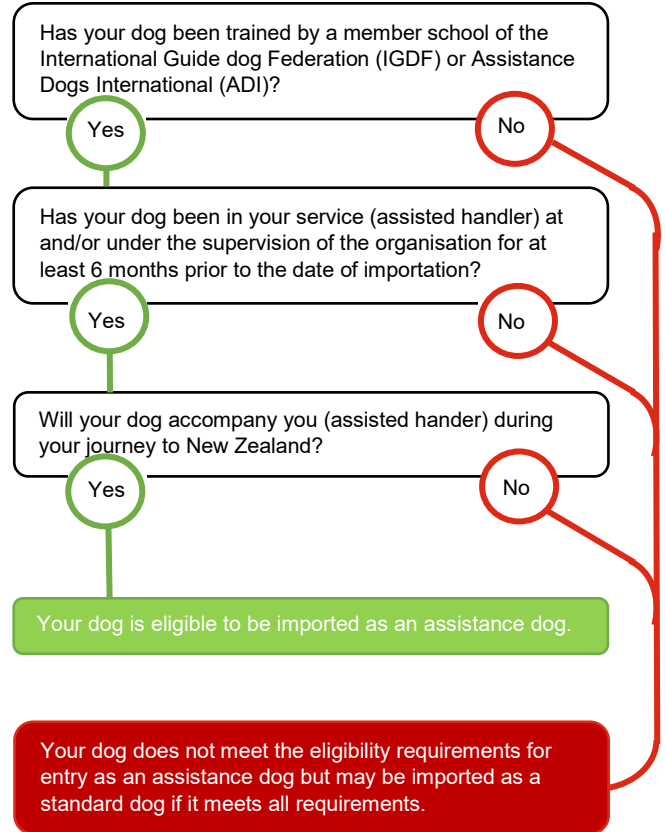 Has your dog been trained by a member school of the
International Guide dog Federation (IGDF) or Assistance
Dogs International (ADI)?
Yes
No
Has your dog been in your service (assisted handler) at
and/or under the supervision of the organisation for at
least 6 months prior to the date of importation?
Yes
No
Will your dog accompany you (assisted hander) during
your journey to New Zealand?
Yes
No
Your dog is eligible to be imported as an assistance dog.
Your dog does not meet the eligibility requirements for
entry as an assistance dog but may be imported as a
standard dog if it meets all requirements.